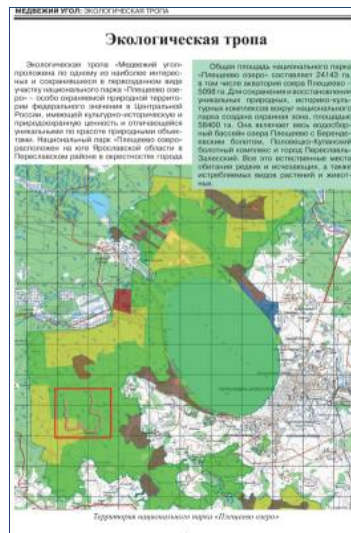 МЕДВЕЖИЙ УГОЛ: ЭКОЛОГИЧЕСКАЯ ТРОПА
Экологическая тропа
Экологическая тропа «Медвежий угол»
проложена по одному из наиболее интерес-
ных и сохранившихся в первозданном виде
участку национального парка «Плещеево озе-
ро» – особо охраняемой природной террито-
рии федерального значения в Центральной
России, имеющей культурно-историческую и
природоохранную ценность и отличающейся
уникальными по красоте природными объек-
тами. Национальный парк «Плещеево озеро»
расположен на юге Ярославской области в
Переславском районе в окрестностях города
Общая площадь национального парка
«Плещеево озеро» составляет 24143 га,
в том числе акватория озера Плещеево –
5098 га. Для сохранения и восстановления
уникальных природных, историко-куль-
турных комплексов вокруг национального
парка создана охранная зона, площадью
58400 га. Она включает весь водосбор-
ный бассейн озера Плещеево с Беренде-
евским болотом, Половецко-Купанский
болотный комплекс и город Переславль-
Залесский. Все это естественные места
обитания редких и исчезающих, а также
истребляемых видов растений и живот-
ных.
Территория национального парка «Плещеево озеро»